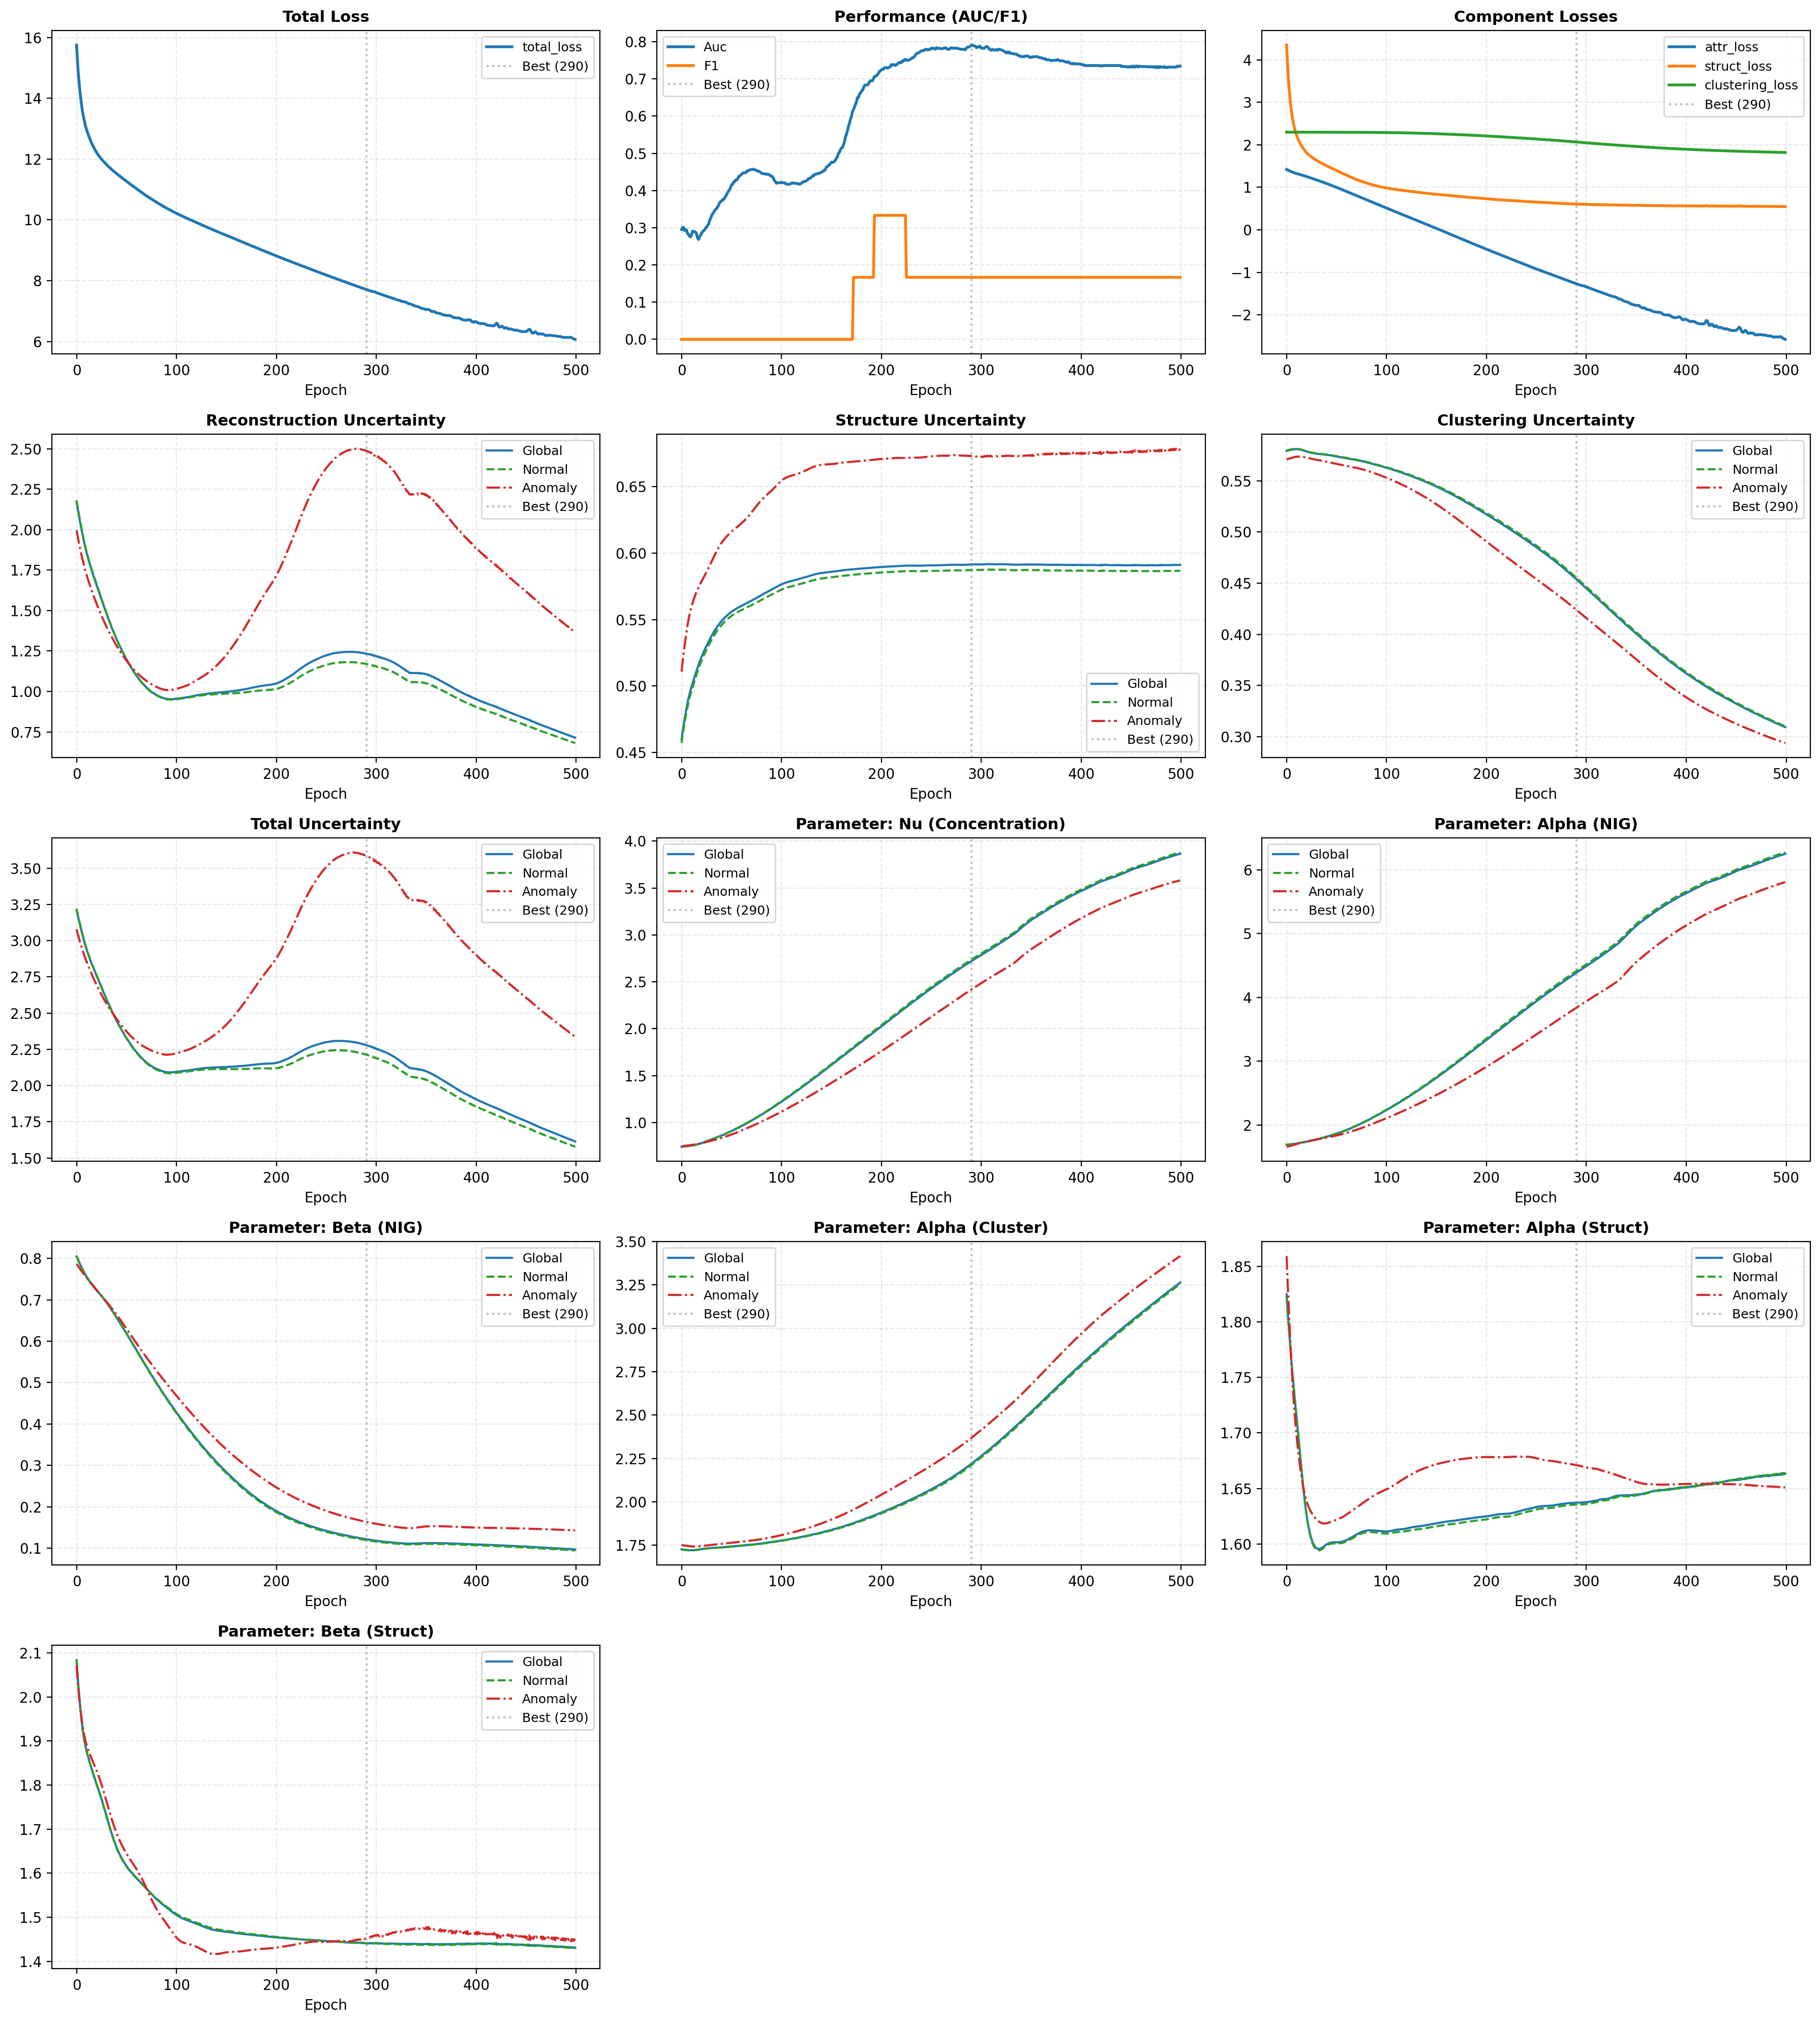 Total Loss
16
14
12
10
8
6
total_loss
Best (290)
0 100 200 300 400 500
Epoch
Performance (AUC/F1)
0.8
0.7
0.6
0.5
0.4
0.3
0.2
0.1
0.0
Auc
F1
Best (290)
0 100 200 300 400 500
Epoch
Component Losses
4
3
2
1
0
−1
−2
attr_loss
struct_loss
clustering_loss
Best (290)
0 100 200 300 400 500
Epoch
Reconstruction Uncertainty
2.50
2.25
2.00
1.75
1.50
1.25
1.00
0.75
Global
Normal
Anomaly
Best (290)
0 100 200 300 400 500
Epoch
Structure Uncertainty
0.65
0.60
0.55
0.50
0.45
Global
Normal
Anomaly
Best (290)
0 100 200 300 400 500
Epoch
Clustering Uncertainty
0.55
0.50
0.45
0.40
0.35
0.30
Global
Normal
Anomaly
Best (290)
0 100 200 300 400 500
Epoch
Total Uncertainty
3.50
3.25
3.00
2.75
2.50
2.25
2.00
1.75
1.50
Global
Normal
Anomaly
Best (290)
0 100 200 300 400 500
Epoch
Parameter: Nu (Concentration)
4.0
3.5
3.0
2.5
2.0
1.5
1.0
Global
Normal
Anomaly
Best (290)
0 100 200 300 400 500
Epoch
Parameter: Alpha (NIG)
6
5
4
3
2
Global
Normal
Anomaly
Best (290)
0 100 200 300 400 500
Epoch
Parameter: Beta (NIG)
0.8
0.7
0.6
0.5
0.4
0.3
0.2
0.1
Global
Normal
Anomaly
Best (290)
0 100 200 300 400 500
Epoch
Parameter: Alpha (Cluster)
3.50
3.25
3.00
2.75
2.50
2.25
2.00
1.75
Global
Normal
Anomaly
Best (290)
0 100 200 300 400 500
Epoch
Parameter: Alpha (Struct)
1.85
1.80
1.75
1.70
1.65
1.60
Global
Normal
Anomaly
Best (290)
0 100 200 300 400 500
Epoch
Parameter: Beta (Struct)
2.1
2.0
1.9
1.8
1.7
1.6
1.5
1.4
Global
Normal
Anomaly
Best (290)
0 100 200 300 400 500
Epoch